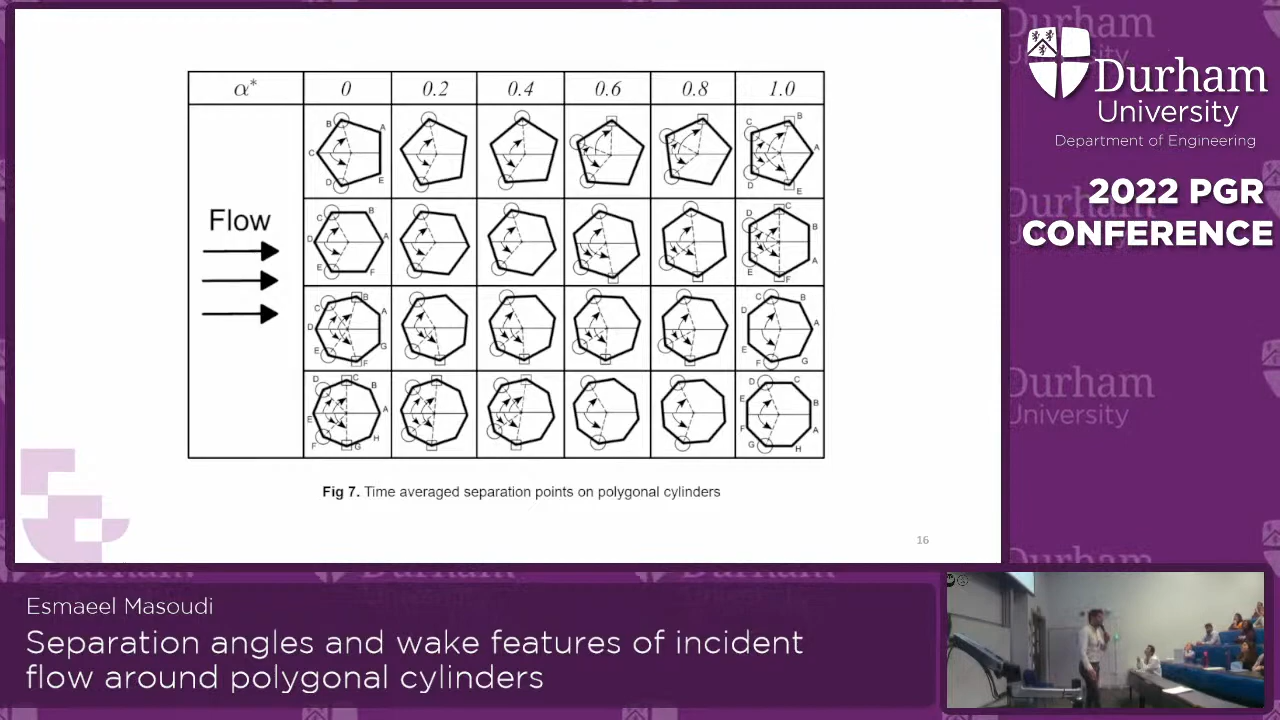 α* 0 0.2 0.4 0.6 0.8 1.0
Flow
B A C D E
C B A A B C D E
C B D A E F
D C B E A F
C B D A E G F
C B D A E F G
D C B E A F G H
D C E B F A G H
Fig 7. Time averaged separation points on polygonal cylinders
16
Durham
University
Department of Engineering
2022 PGR
CONFERENCE
Durham
University
Esmaeel Masoudi
Separation angles and wake features of incident
flow around polygonal cylinders